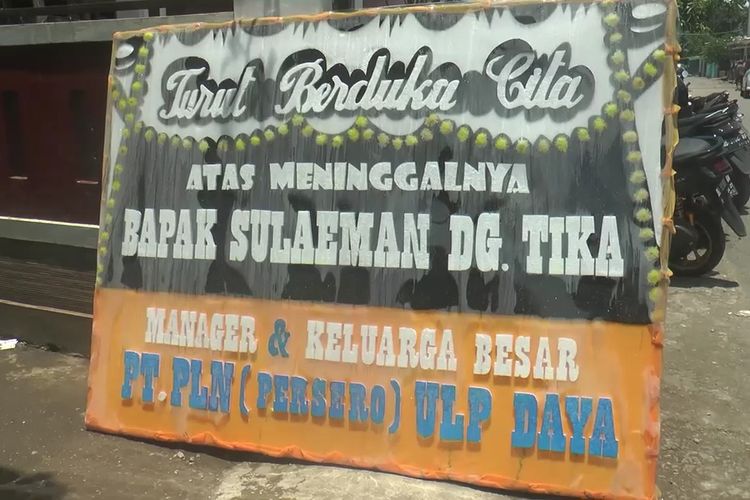 Turut Berduka Cita
ATAS MENINGGALNYA
BAPAK SULAEMAN DG. TIKA
MANAGER & KELUARGA BESAR
PT. PLN (PERSERO) ULP DAYA